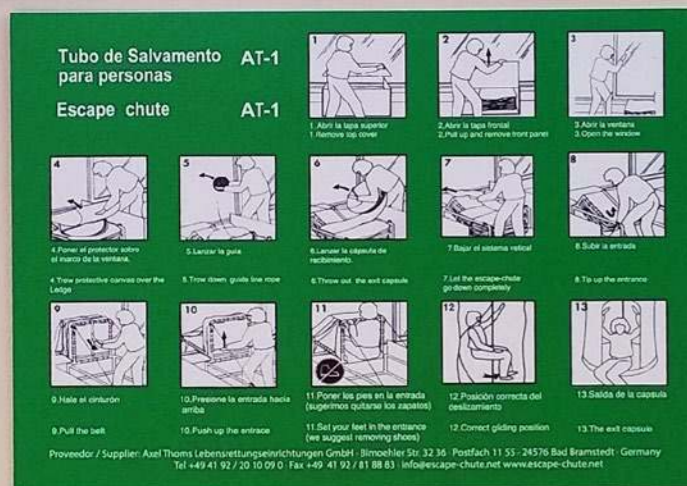 Tubo de Salvamento AT-1
para personas
Escape chute AT-1
1
1. Abrir la tapa superior
1. Remove top cover
2
2. Abrir la tapa frontal
2. Pull up and remove front panel
3
3. Abrir la ventana
3. Open the window
4
4. Poner el protector sobre
el marco de la ventana.
4. Trow protective canvas over the
Ledge
5
5. Lanzar la guia
5. Trow down guide line rope
6
6. Lanzar la cápsula de
recibimiento.
6. Throw out the exit capsule
7
7. Bajar el sistema vetical
7. Let the escape-chute
go down completely
8
8. Subir la entrada
8. Tip up the entrance
9
9. Hale el cinturón
9. Pull the belt
10
10. Presione la entrada hacia
arriba
10. Push up the entrace
11
11. Poner los pies en la entrada
(sugerimos quitarse los zapatos)
11. Set your feet in the entrance
(we suggest removing shoes)
12
12. Posición correcta del
deslizamiento
12. Correct gliding position
13
13. Salida de la capsula
13. The exit capsule
Proveedor / Supplier: Axel Thoms Lebensrettungseinrichtungen GmbH - Bimoehler Str. 32 36 - Postfach 11 55 - 24576 Bad Bramstedt - Germany
Tel +49 41 92 / 20 10 09 0 Fax +49 41 92 / 81 88 83 - info@escape-chute.net www.escape-chute.net